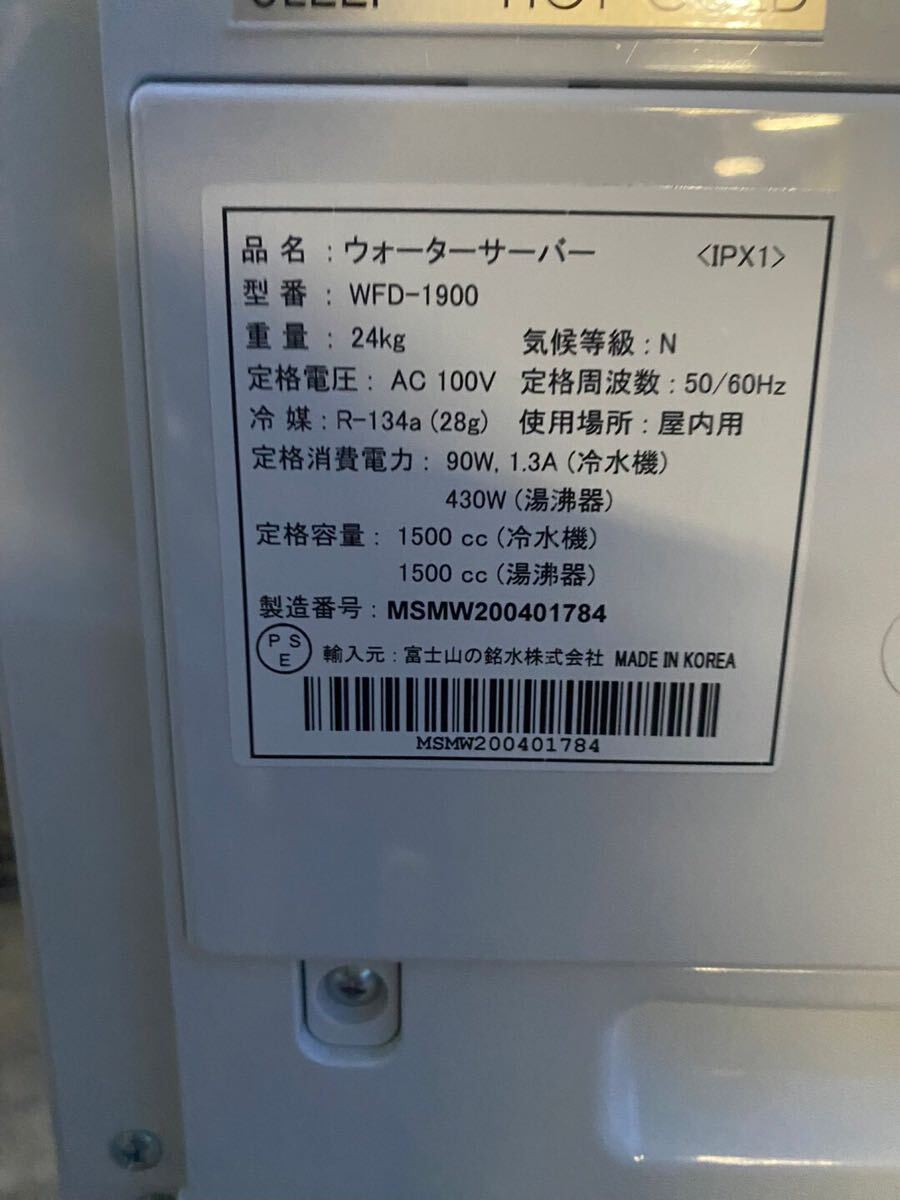 SLEEP HOT COLD
品名：ウォーターサーバー <IPX1>
型番： WFD-1900
重量： 24kg 気候等級：N
定格電圧： AC 100V 定格周波数：50/60Hz
冷媒：R-134a (28g) 使用場所：屋内用
定格消費電力： 90W, 1.3A (冷水機)
430W (湯沸器)
定格容量： 1500 cc (冷水機)
1500 cc (湯沸器)
製造番号：MSMW200401784
PSE 輸入元：富士山の銘水株式会社 MADE IN KOREA
MSMW200401784